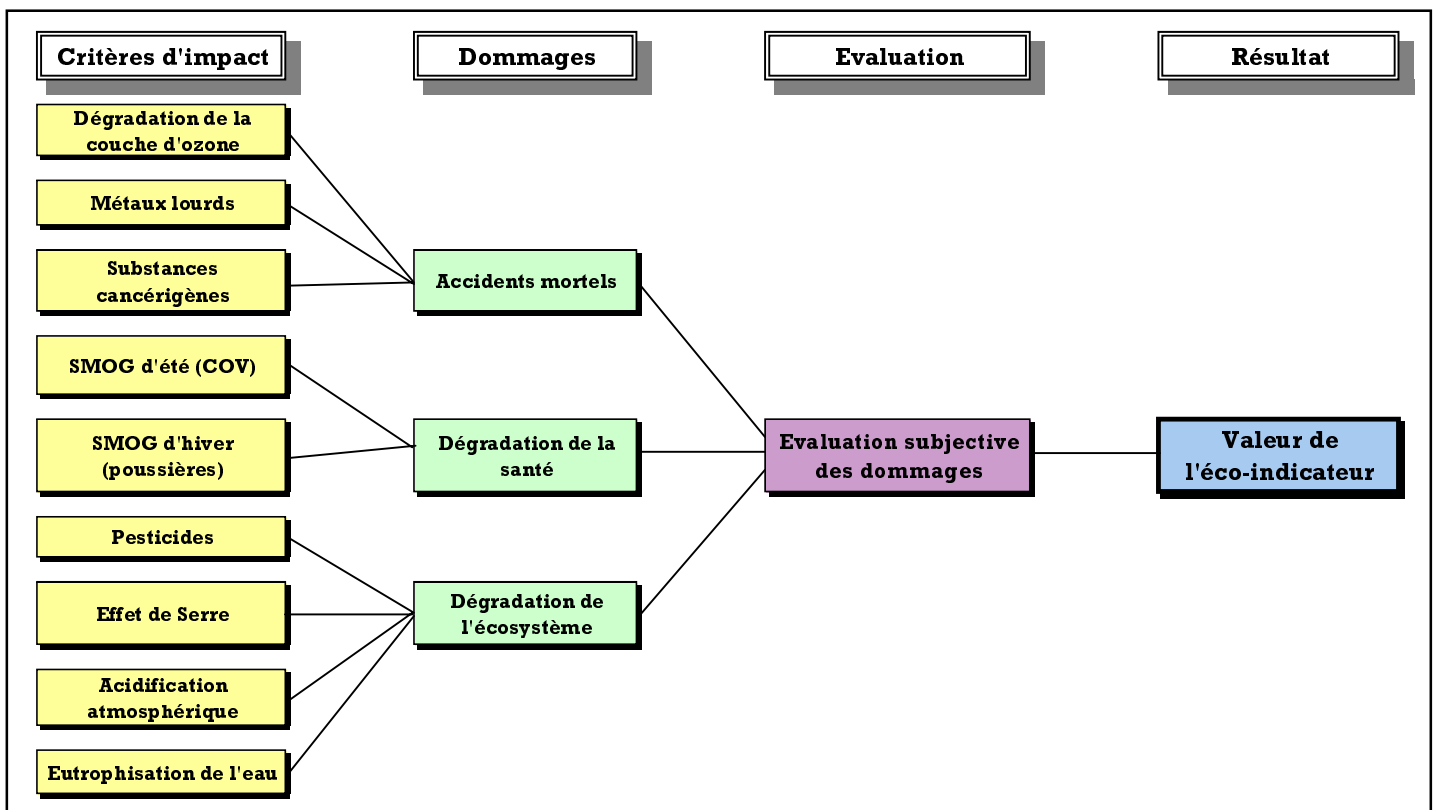 Critères d'impact
Dommages
Evaluation
Résultat
Dégradation de la
couche d'ozone
Métaux lourds
Substances
cancérigènes
SMOG d'été (COV)
SMOG d'hiver
(poussières)
Pesticides
Effet de Serre
Acidification
atmosphérique
Eutrophisation de l'eau
Accidents mortels
Dégradation de la
santé
Dégradation de
l'écosystème
Evaluation subjective
des dommages
Valeur de
l'éco-indicateur